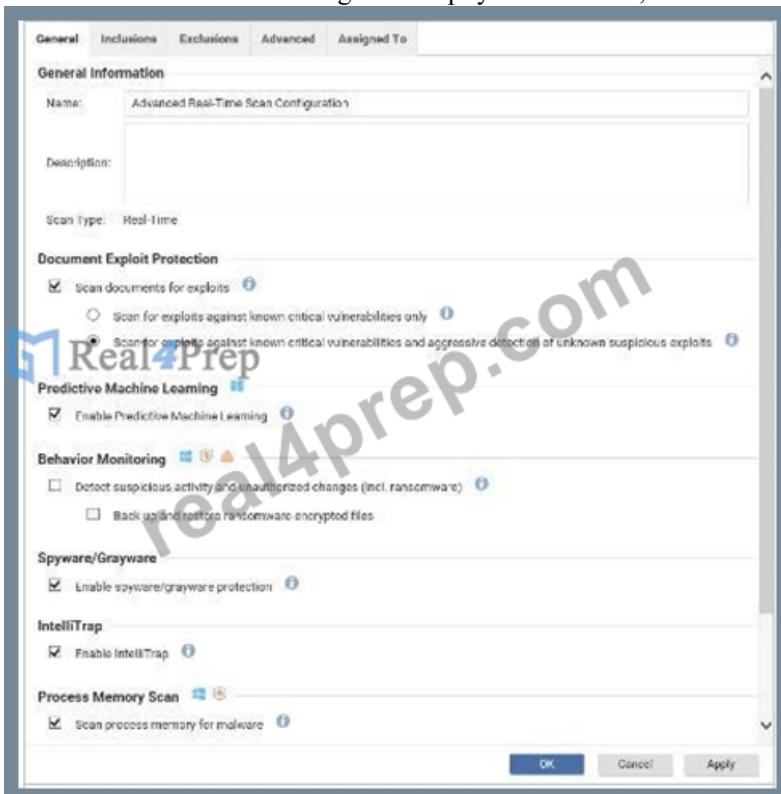 General Inclusions Exclusions Advanced Assigned To
General Information
Name: Advanced Real-Time Scan Configuration
Description:
Scan Type: Real-Time
Document Exploit Protection
Scan documents for exploits
Scan for exploits against known critical vulnerabilities only
Scan for exploits against known critical vulnerabilities and aggressive detection of unknown suspicious exploits
Real4Prep
real4prep.com
Predictive Machine Learning
Enable Predictive Machine Learning
Behavior Monitoring
Detect suspicious activity and unauthorized changes (incl. ransomware)
Back up and restore ransomware-encrypted files
Spyware/Grayware
Enable spyware/grayware protection
IntelliTrap
Enable IntelliTrap
Process Memory Scan
Scan process memory for malware
OK Cancel Apply